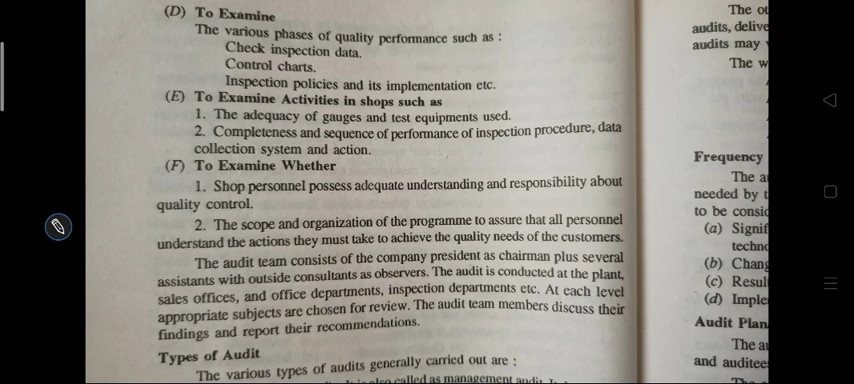 (D) To Examine
The various phases of quality performance such as :
Check inspection data.
Control charts.
Inspection policies and its implementation etc.
(E) To Examine Activities in shops such as
1. The adequacy of gauges and test equipments used.
2. Completeness and sequence of performance of inspection procedure, data
collection system and action.
(F) To Examine Whether
1. Shop personnel possess adequate understanding and responsibility about
quality control.
2. The scope and organization of the programme to assure that all personnel
understand the actions they must take to achieve the quality needs of the customers.
The audit team consists of the company president as chairman plus several
assistants with outside consultants as observers. The audit is conducted at the plant,
sales offices, and office departments, inspection departments etc. At each level
appropriate subjects are chosen for review. The audit team members discuss their
findings and report their recommendations.
Types of Audit
The various types of audits generally carried out are :
also called as management audit.
The ot
audits, delive
audits may
The w
Frequency
The a
needed by t
to be consid
(a) Signif
techno
(b) Chang
(c) Resul
(d) Imple
Audit Plan
The au
and auditee